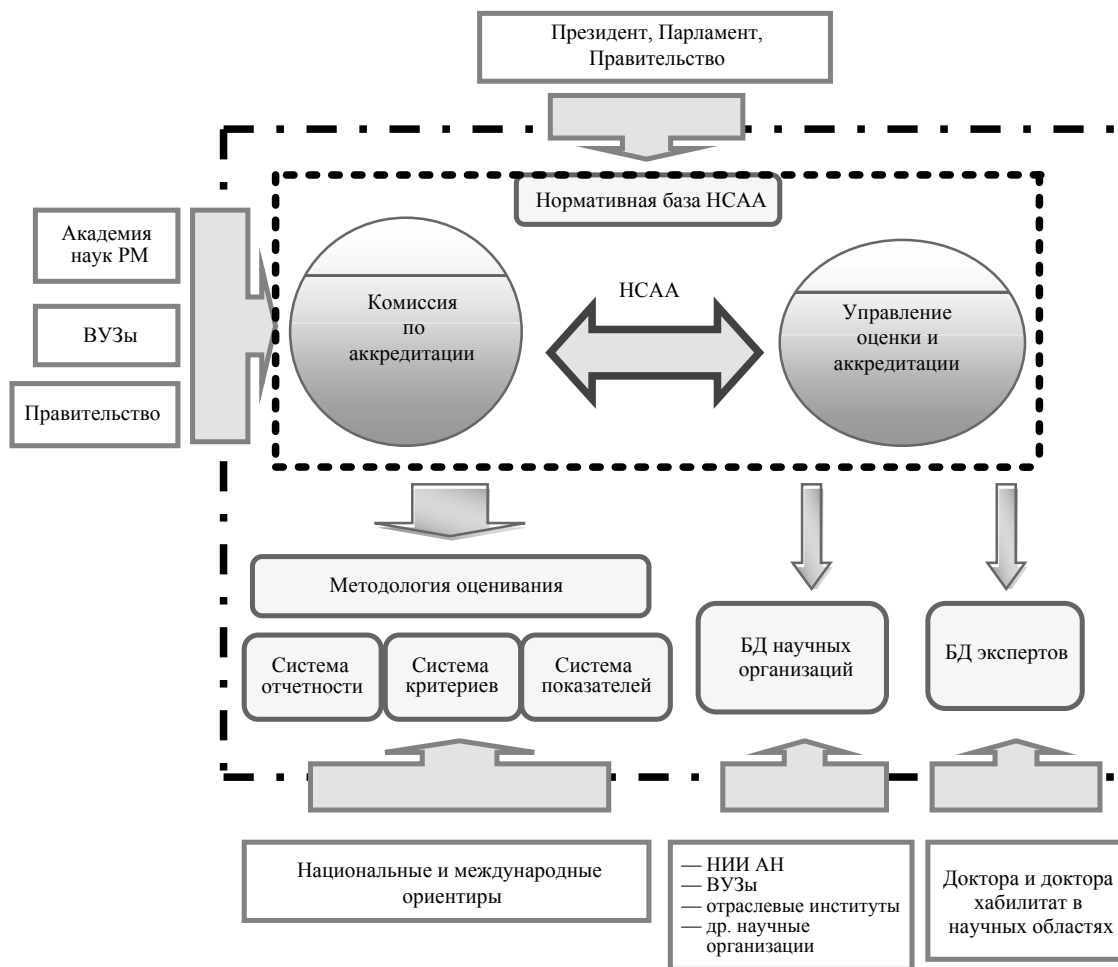 Президент, Парламент,
Правительство
Нормативная база НСАА
Академия
наук РМ
ВУЗы
Правительство
Комиссия
по
аккредитации
НСАА
Управление
оценки и
аккредитации
Методология оценивания
Система
отчетности
Система
критериев
Система
показателей
БД научных
организаций
БД экспертов
Национальные и международные
ориентиры
— НИИ АН
— ВУЗы
— отраслевые институты
— др. научные
организации
Доктора и доктора
хабилитат в
научных областях